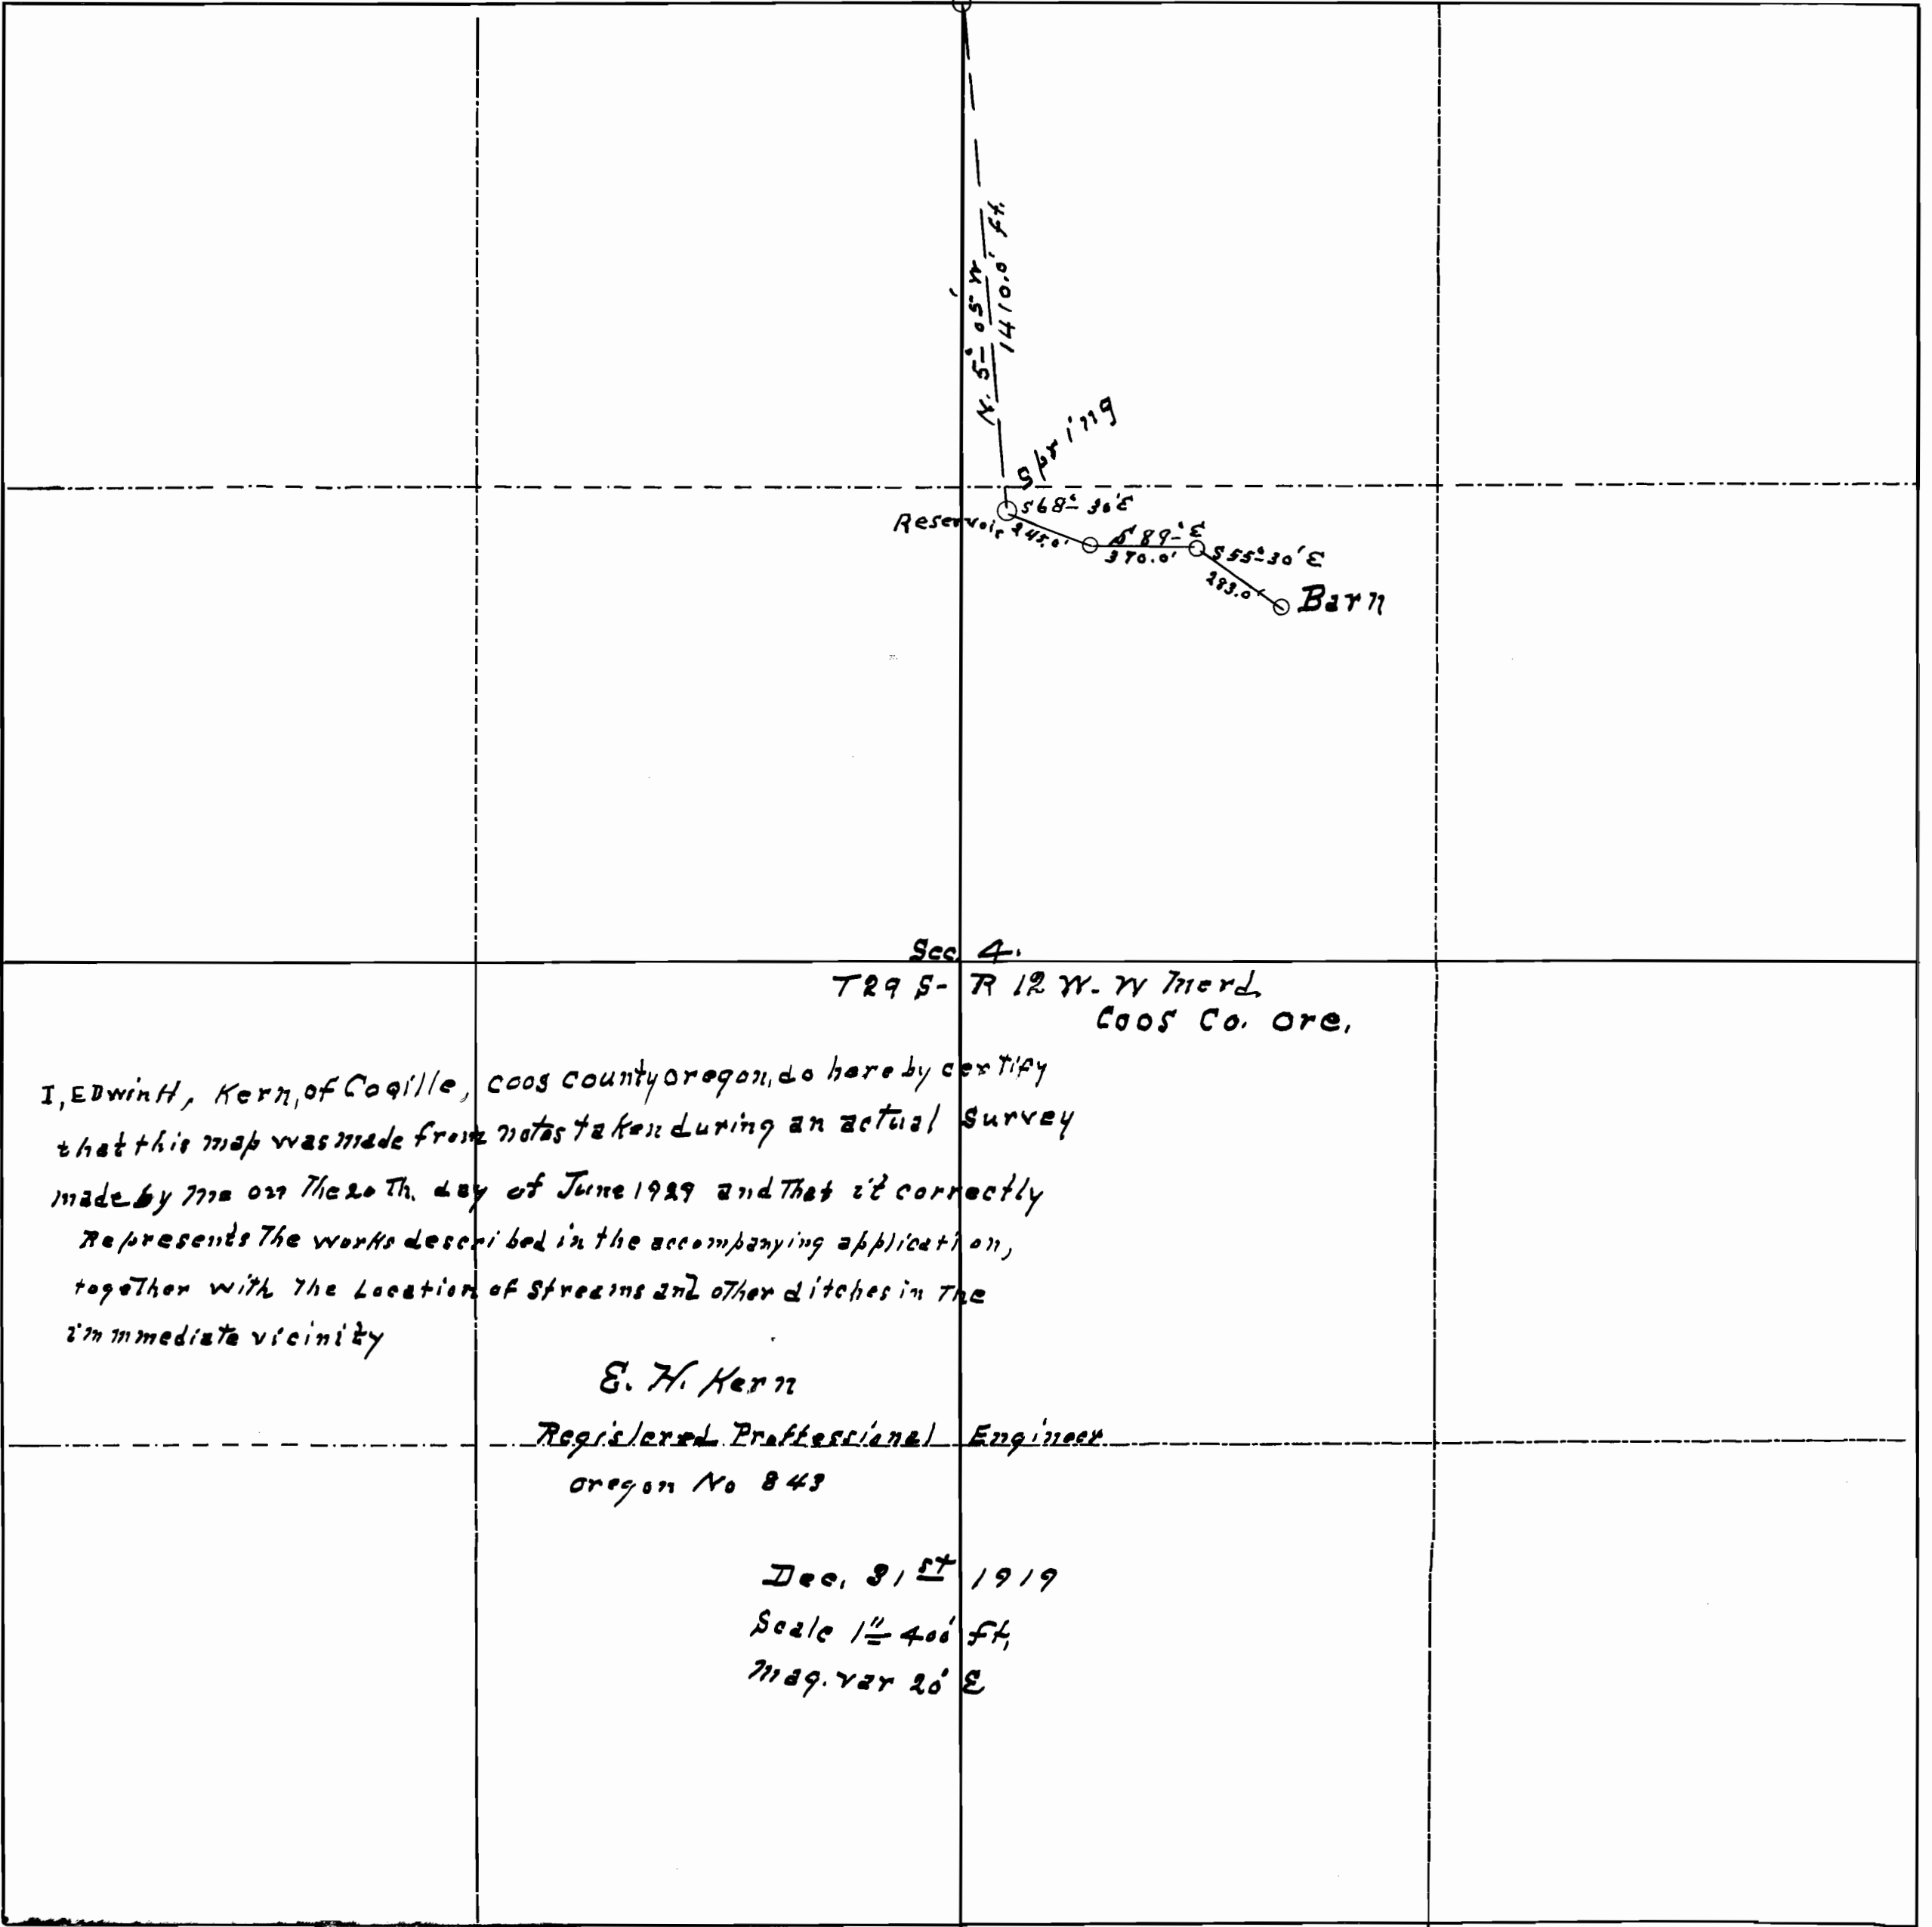 N. 5°-05' W
1410.0' ft.
Spring
S68°-30'E
Reservoir
245.0'
S 89-° E
370.0'
S55°-30' E
283.0'
Barn
Sec. 4.
T29 S- R 12 W. W Merd.
Coos Co. Ore.
I, EDwin H, Kern, of Coqille, coos county oregon, do here by certify
that this map was made from notes taken during an actual Survey
made by me on The 20 Th. day of June 1929 and That it correctly
Represents The works described in the accompanying application,
together with The Location of Streams and other ditches in The
immmediate vicinity
E. H. Kern
Registered Proffessional Engineer
oregon No 843
Dec. 31 st 1919
Scale 1" = 400' ft.
Mag. var 20° E